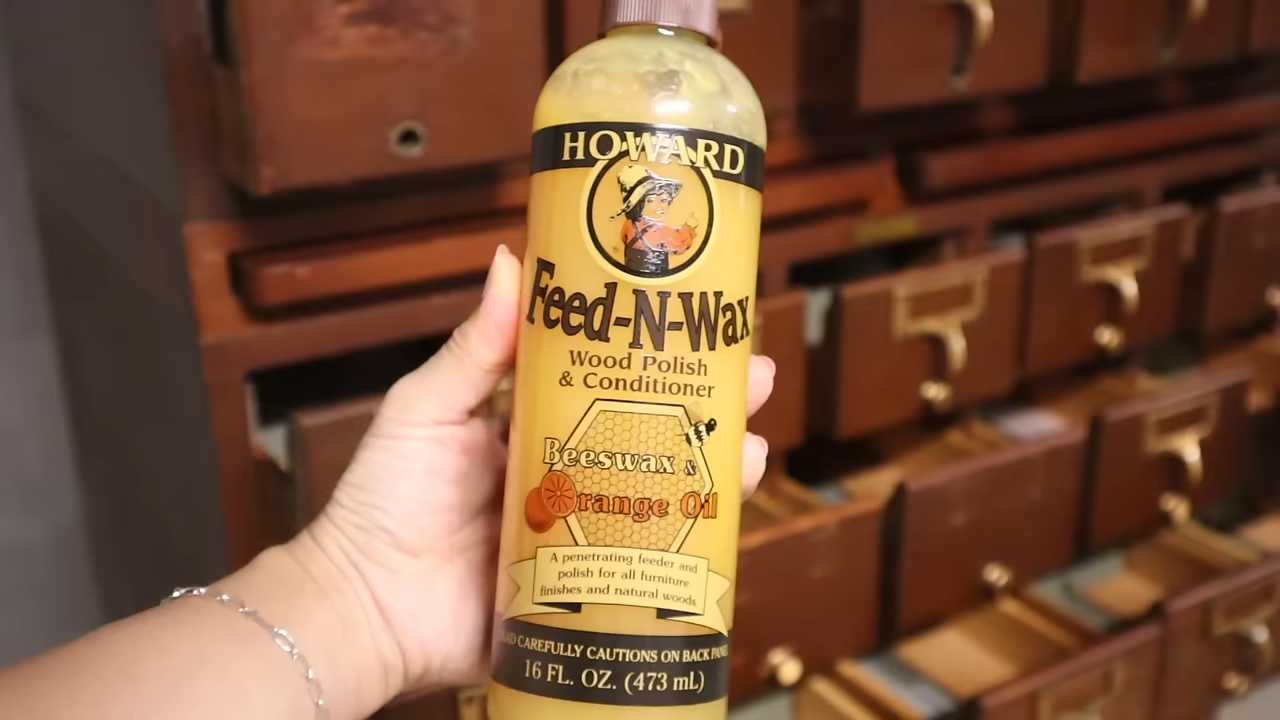 HOWARD
Feed-N-Wax
Wood Polish
& Conditioner
Beeswax &
Orange Oil
A penetrating feeder and
polish for all furniture
finishes and natural woods
CAREFULLY CAUTIONS ON BACK
16 FL. OZ. (473 mL)